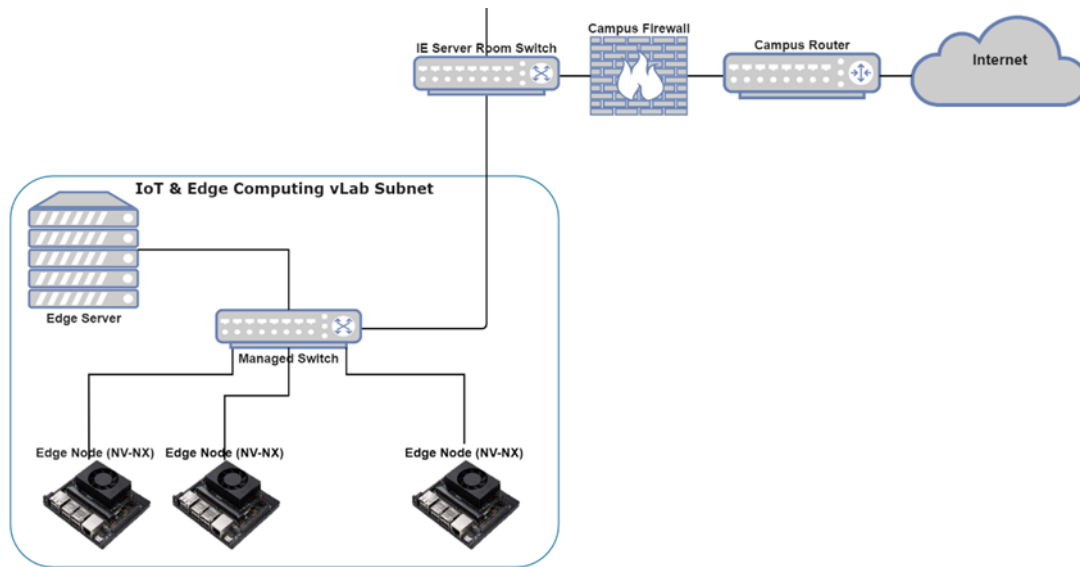 IE Server Room Switch
Campus Firewall
Campus Router
Internet
IoT & Edge Computing vLab Subnet
Edge Server
Managed Switch
Edge Node (NV-NX)
Edge Node (NV-NX)
Edge Node (NV-NX)